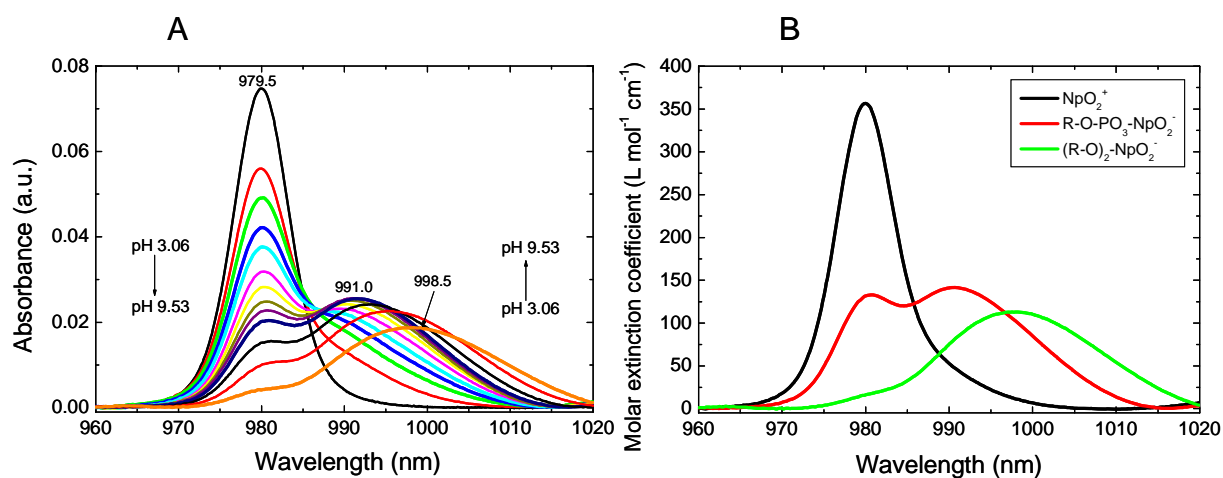 A
B
0.08
0.06
0.04
0.02
0.00
Absorbance (a.u.)
979.5
991.0
998.5
pH 3.06
pH 9.53
pH 9.53
pH 3.06
960 970 980 990 1000 1010 1020
Wavelength (nm)
400
350
300
250
200
150
100
50
0
Molar extinction coefficient (L mol⁻¹ cm⁻¹)
NpO₂⁺
R-O-PO₃-NpO₂⁻
(R-O)₂-NpO₂⁻
960 970 980 990 1000 1010 1020
Wavelength (nm)